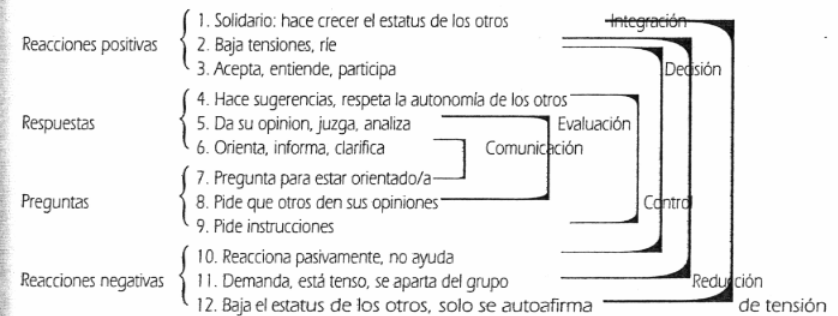 1. Solidario: hace crecer el estatus de los otros Integración
Reacciones positivas 2. Baja tensiones, ríe
3. Acepta, entiende, participa Decisión
4. Hace sugerencias, respeta la autonomía de los otros
Respuestas 5. Da su opinion, juzga, analiza Evaluación
6. Orienta, informa, clarifica Comunicación
7. Pregunta para estar orientado/a
Preguntas 8. Pide que otros den sus opiniones Control
9. Pide instrucciones
10. Reacciona pasivamente, no ayuda
Reacciones negativas 11. Demanda, está tenso, se aparta del grupo Reducción
12. Baja el estatus de los otros, solo se autoafirma de tensión